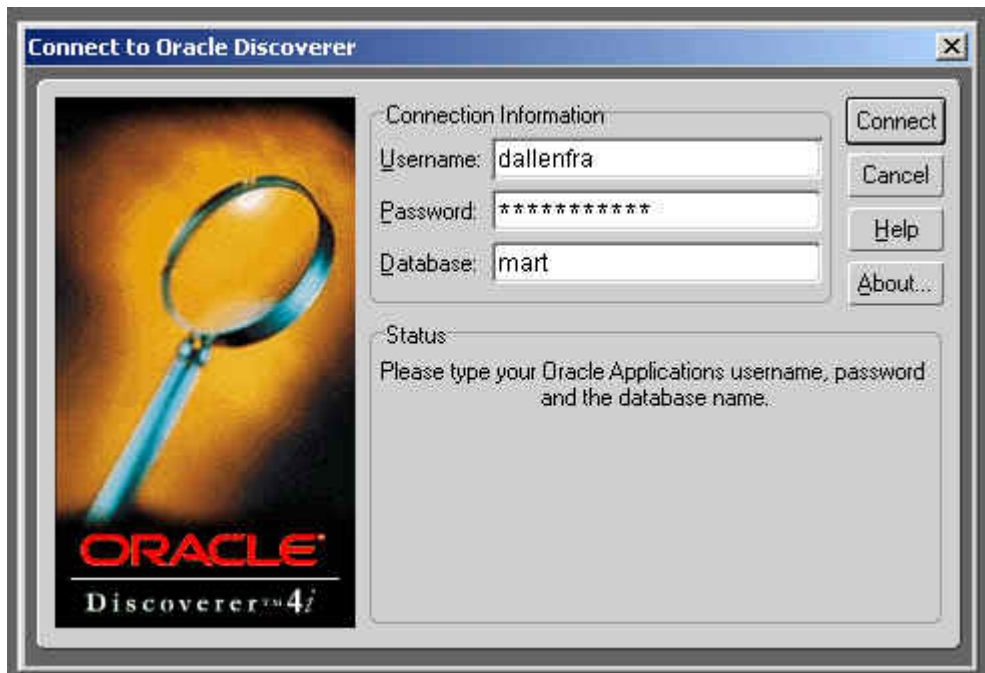 Connect to Oracle Discoverer
Connection Information
Username: dallenfra
Password: ***********
Database: mart
Connect
Cancel
Help
About...
Status
Please type your Oracle Applications username, password
and the database name.
ORACLE
Discoverer™ 4i